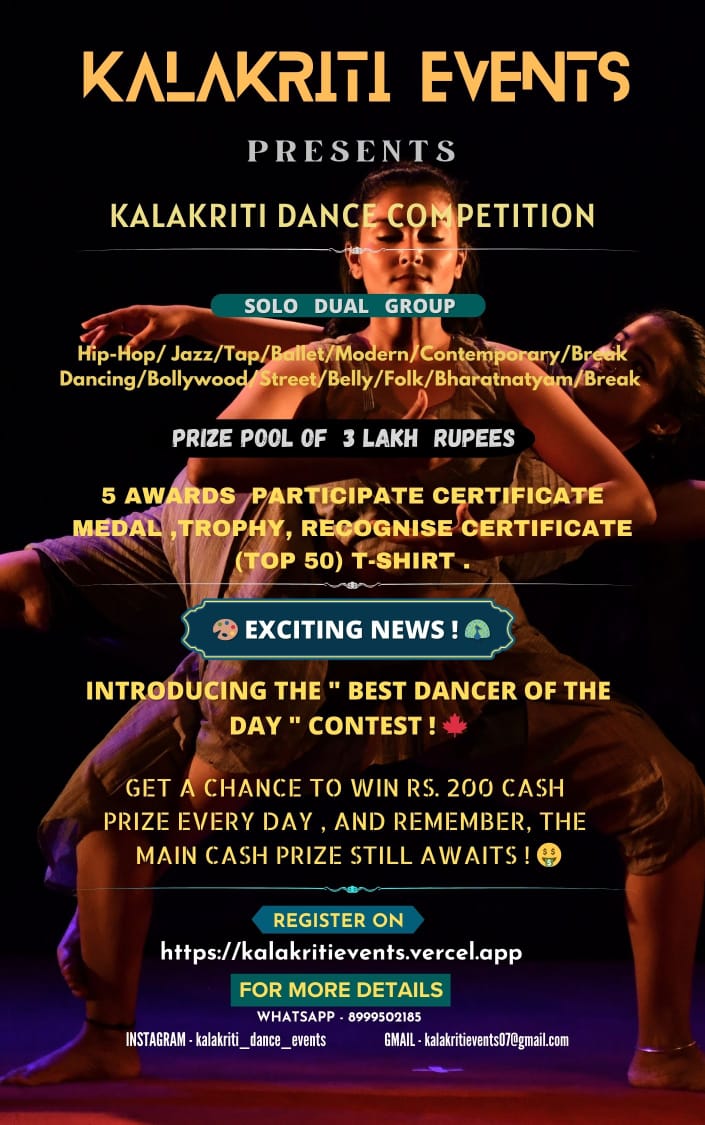 KALAKRITI EVENTS
PRESENTS
KALAKRITI DANCE COMPETITION
SOLO DUAL GROUP
Hip-Hop/ Jazz/Tap/Ballet/Modern/Contemporary/Break
Dancing/Bollywood/Street/Belly/Folk/Bharatnatyam/Break
PRIZE POOL OF 3 LAKH RUPEES
5 AWARDS PARTICIPATE CERTIFICATE
MEDAL ,TROPHY, RECOGNISE CERTIFICATE
(TOP 50) T-SHIRT .
EXCITING NEWS !
INTRODUCING THE " BEST DANCER OF THE
DAY " CONTEST !
GET A CHANCE TO WIN RS. 200 CASH
PRIZE EVERY DAY , AND REMEMBER, THE
MAIN CASH PRIZE STILL AWAITS !
REGISTER ON
https://kalakritievents.vercel.app
FOR MORE DETAILS
WHATSAPP - 8999502185
INSTAGRAM - kalakriti_dance_events GMAIL - kalakritievents07@gmail.com